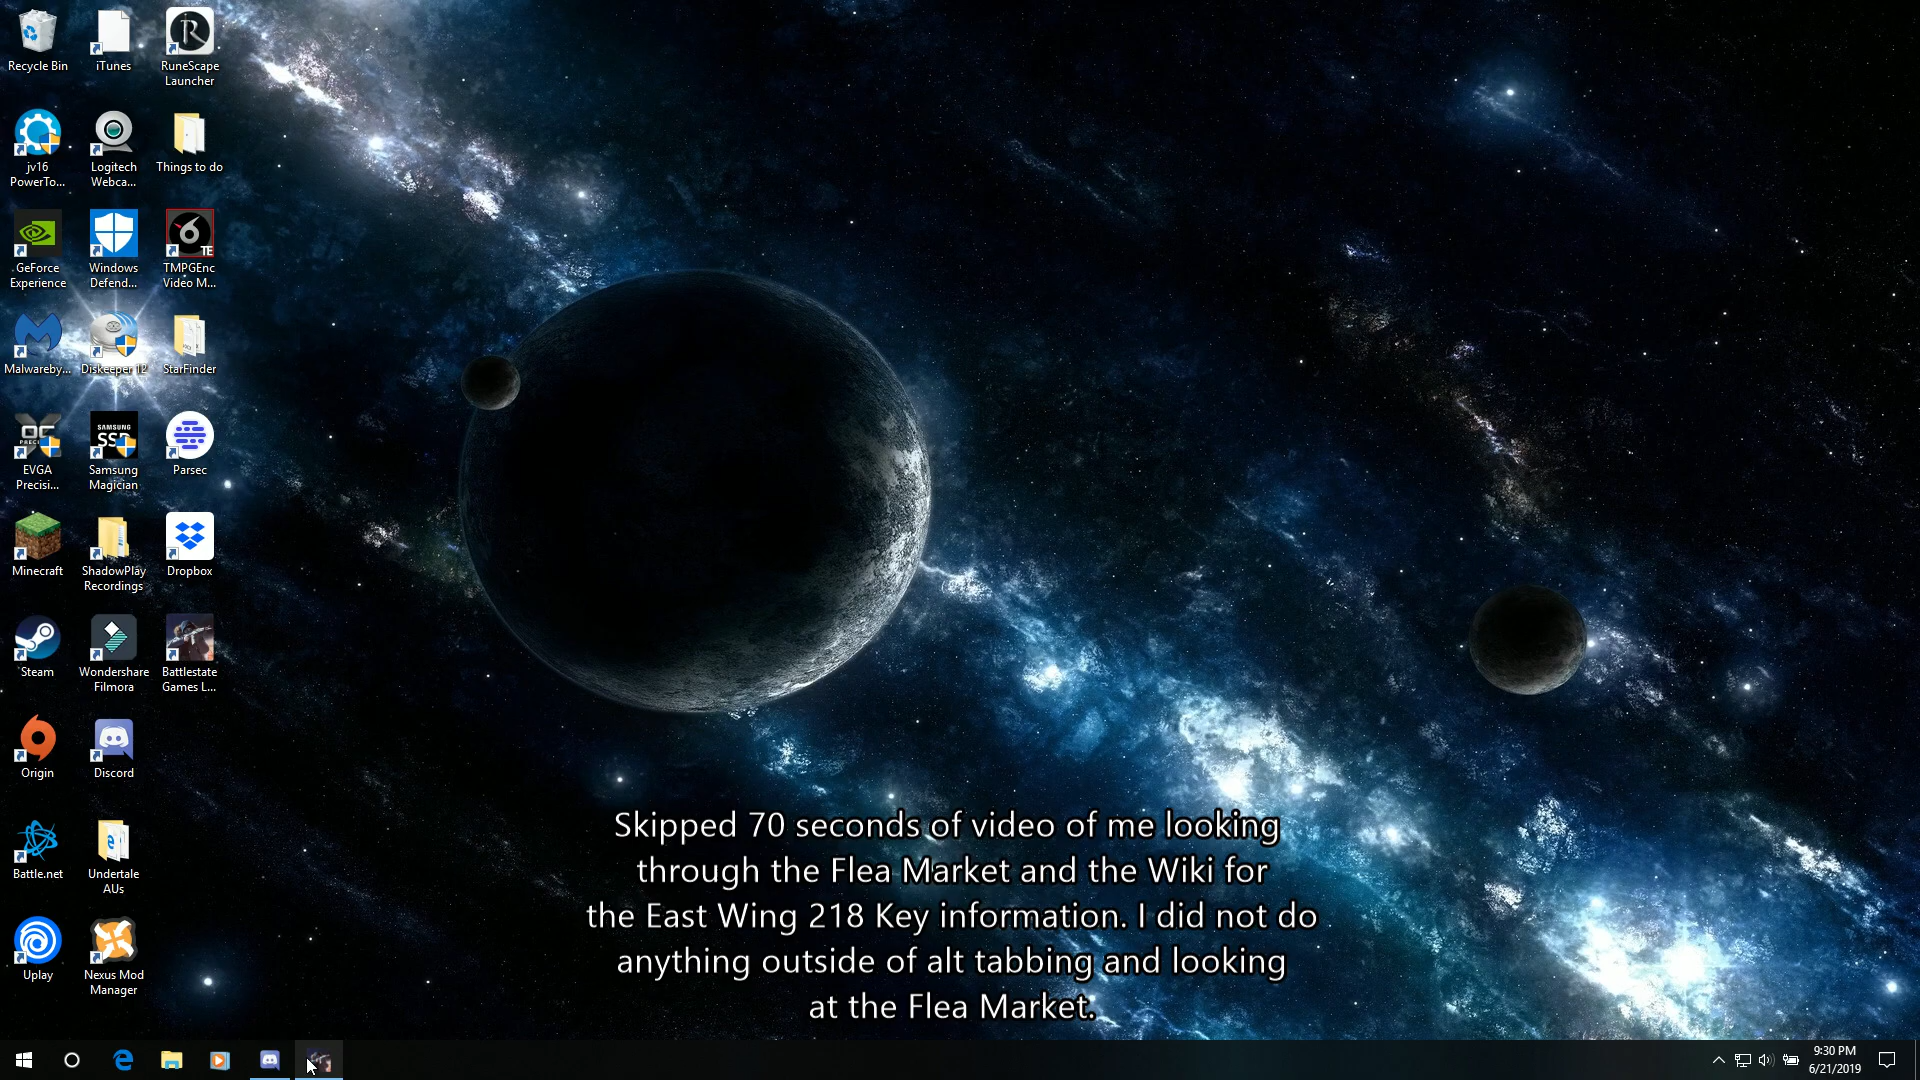 Recycle Bin
iTunes
RuneScape
Launcher
jv16
PowerTo...
Logitech
Webca...
Things to do
GeForce
Experience
Windows
Defend...
TE
TMPGEnc
Video M...
Malwareby...
Diskeeper 12
StarFinder
EVGA
Precisi...
SAMSUNG
SSD
Samsung
Magician
Parsec
Minecraft
ShadowPlay
Recordings
Dropbox
Steam
Wondershare
Filmora
Battlestate
Games L...
Origin
Discord
Battle.net
Undertale
AUs
Uplay
Nexus Mod
Manager
Skipped 70 seconds of video of me looking
through the Flea Market and the Wiki for
the East Wing 218 Key information. I did not do
anything outside of alt tabbing and looking
at the Flea Market.
9:30 PM
6/21/2019